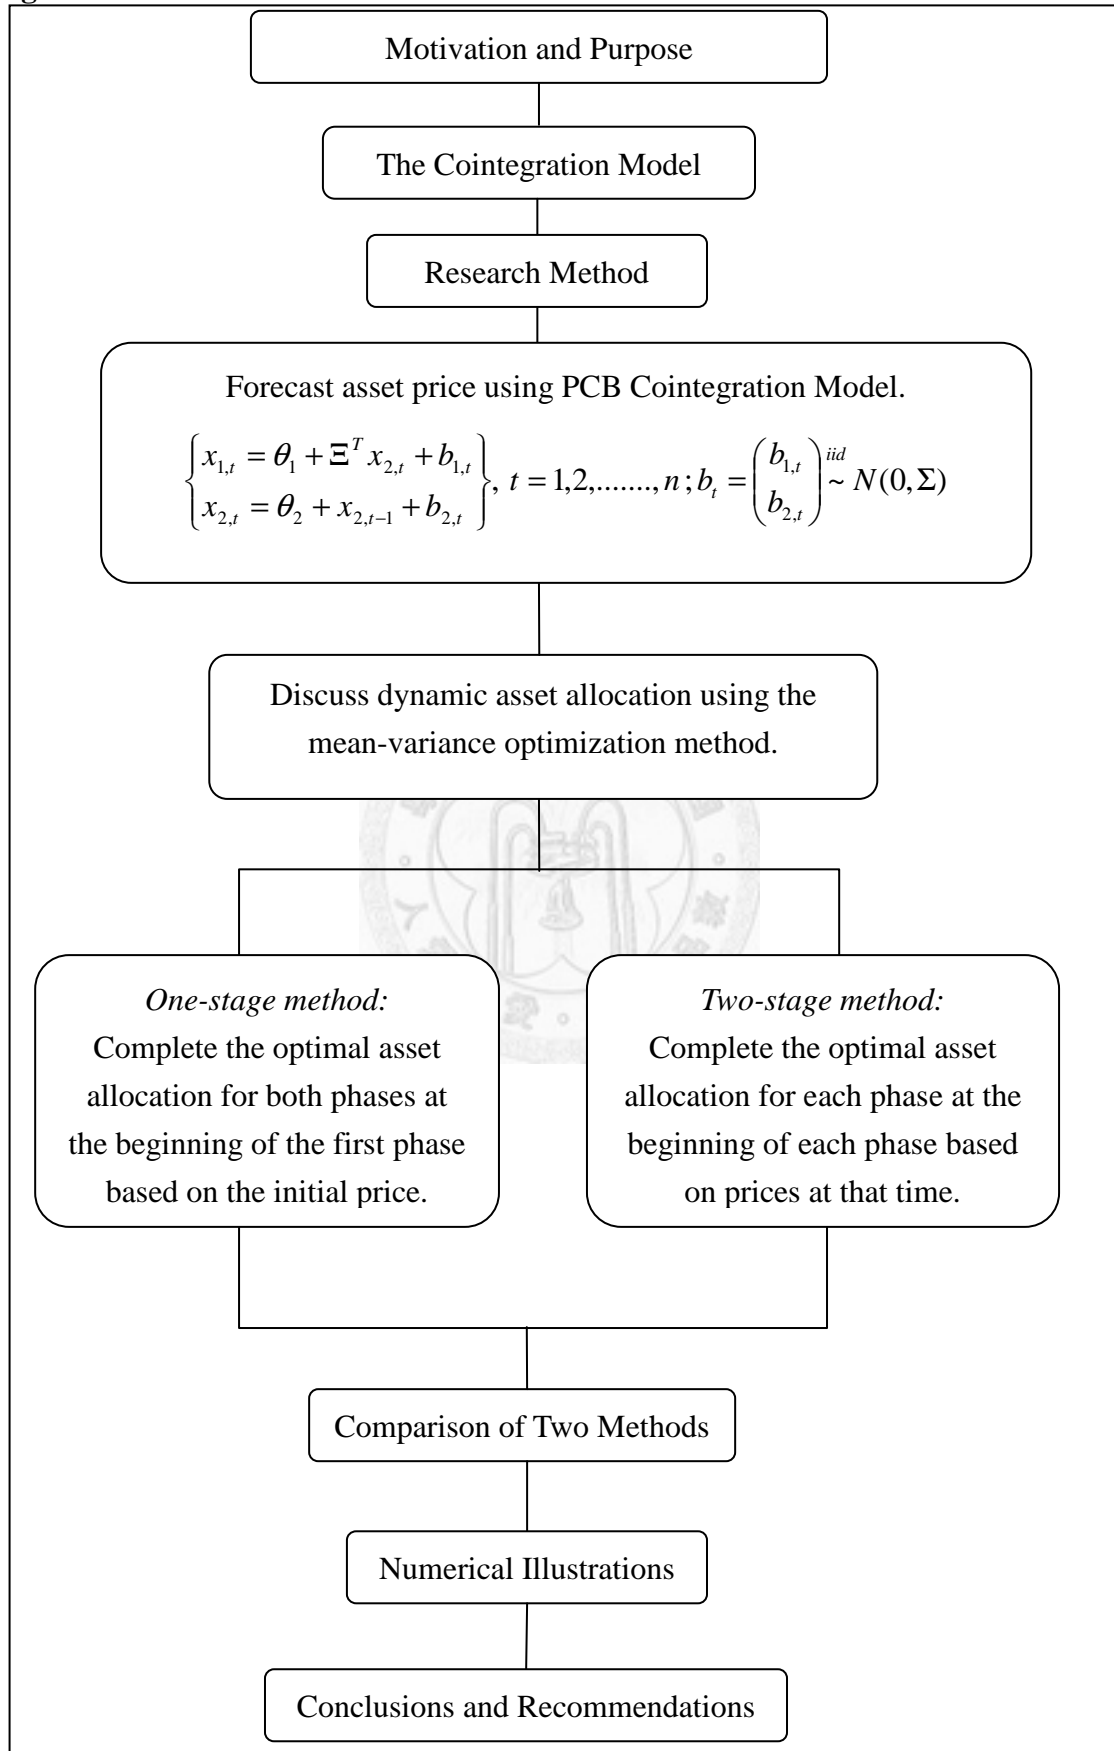 Motivation and Purpose
The Cointegration Model
Research Method
Forecast asset price using PCB Cointegration Model.
{x_{1,t} = θ_1 + Ξ^T x_{2,t} + b_{1,t}
x_{2,t} = θ_2 + x_{2,t−1} + b_{2,t}}, t = 1,2,.......,n; b_t = (b_{1,t} b_{2,t}) iid ~ N(0,Σ)
Discuss dynamic asset allocation using the
mean-variance optimization method.
One-stage method:
Complete the optimal asset
allocation for both phases at
the beginning of the first phase
based on the initial price.
Two-stage method:
Complete the optimal asset
allocation for each phase at the
beginning of each phase based
on prices at that time.
Comparison of Two Methods
Numerical Illustrations
Conclusions and Recommendations